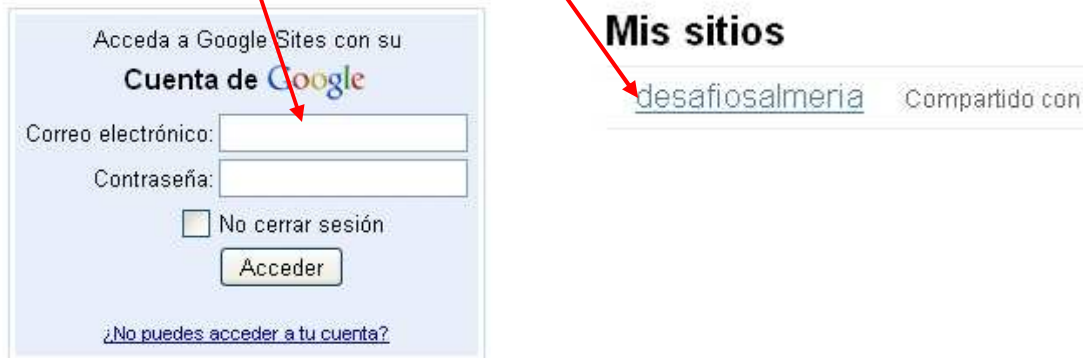 Acceda a Google Sites con su
Cuenta de Google
Correo electrónico:
Contraseña:
No cerrar sesión
Acceder
¿No puedes acceder a tu cuenta?
Mis sitios
desafiosalmeria Compartido con